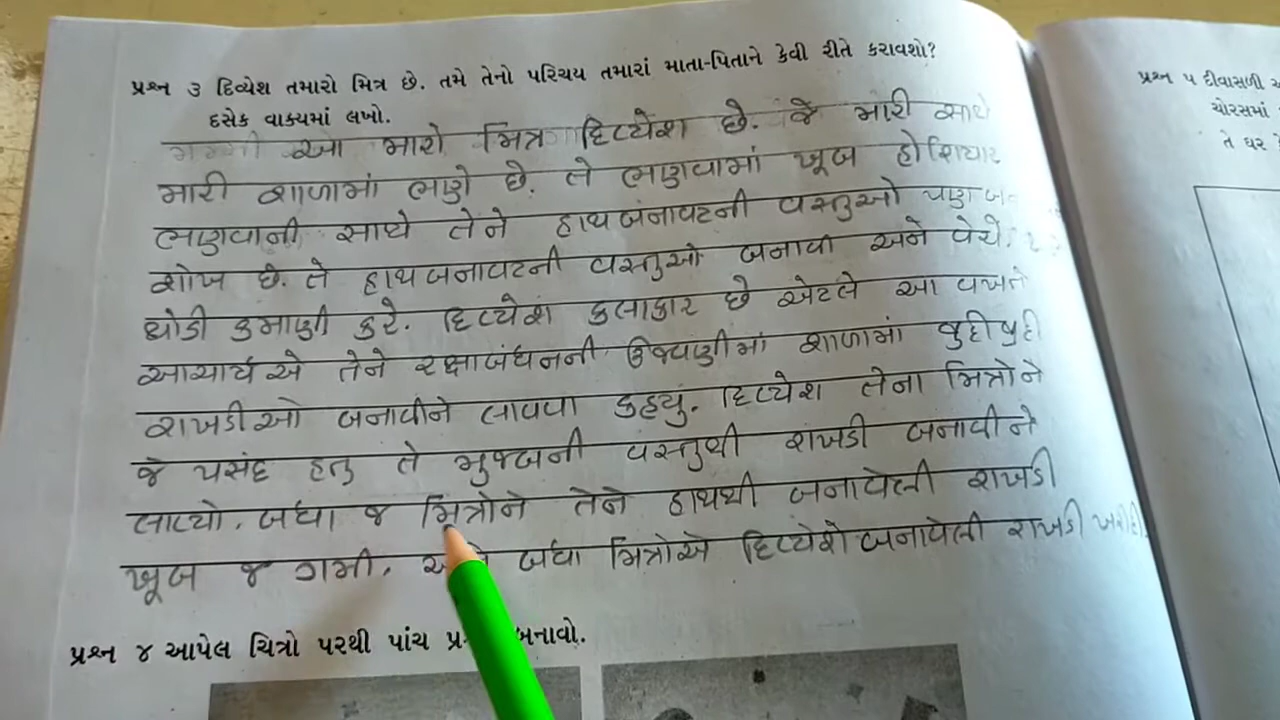 પ્રશ્ન ૩ દિવ્યેશ તમારો મિત્ર છે. તમે તેનો પરિચય તમારાં માતા-પિતાને કેવી રીતે કરાવશો?
દસેક વાક્યમાં લખો.
આ મારો મિત્ર દિવ્યેશ છે. જે મારી સાથે
મારી શાળામાં ભણે છે. તે ભણવામાં ખૂબ હોશિયાર
ભણવાની સાથે તેને હાથબનાવટની વસ્તુઓ પણ
શોખ છે. તે હાથબનાવટની વસ્તુઓ બનાવી અને વેચે
થોડી કમાણી કરે. દિવ્યેશ કલાકાર છે એટલે આ વખતે
આચાર્ય એ તેને રક્ષાબંધનની ઉજવણીમાં શાળામાં જુદીજુદી
રાખડીઓ બનાવીને લાવવા કહ્યું. દિવ્યેશ તેના મિત્રોને
જે પસંદ હતુ તે મુજબની વસ્તુથી રાખડી બનાવીને
લાવ્યો. બધા જ મિત્રોને તેને હાથથી બનાવેલી રાખડી
ખૂબ જ ગમી. બધા મિત્રોએ દિવ્યેશે બનાવેલી રાખડી
પ્રશ્ન ૪ આપેલ ચિત્રો પરથી પાંચ બનાવો.
પ્રશ્ન ૫ દીવાસળી
ચોરસમાં
તે ઘર